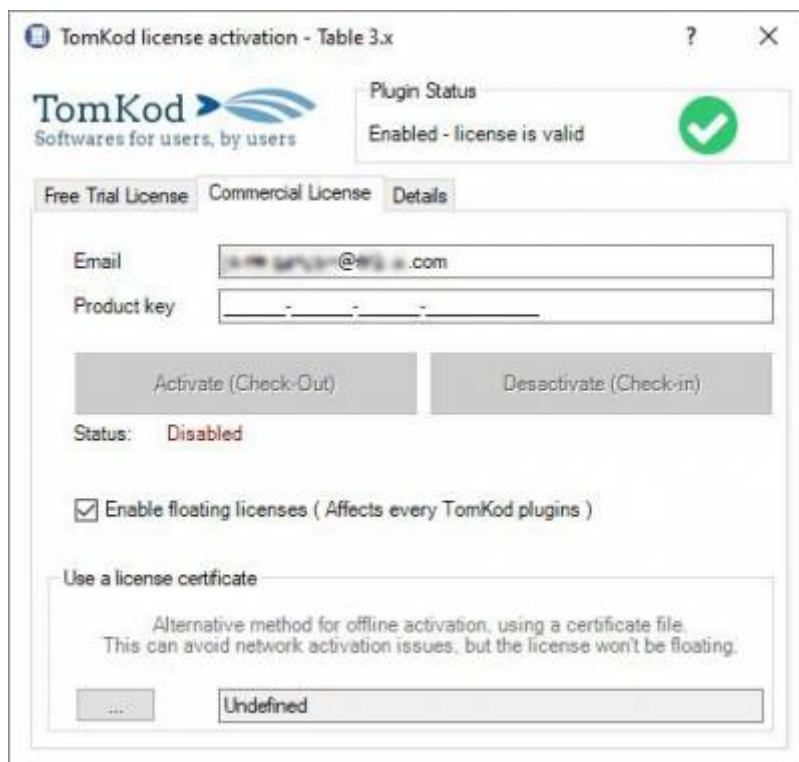 TomKod license activation - Table 3.x
?
TomKod
Softwares for users, by users
Plugin Status
Enabled - license is valid
Free Trial License
Commercial License
Details
Email
@
.com
Product key
Activate (Check-Out)
Desactivate (Check-in)
Status:
Disabled
Enable floating licenses ( Affects every TomKod plugins )
Use a license certificate
Alternative method for offline activation, using a certificate file.
This can avoid network activation issues, but the license won't be floating.
...
Undefined